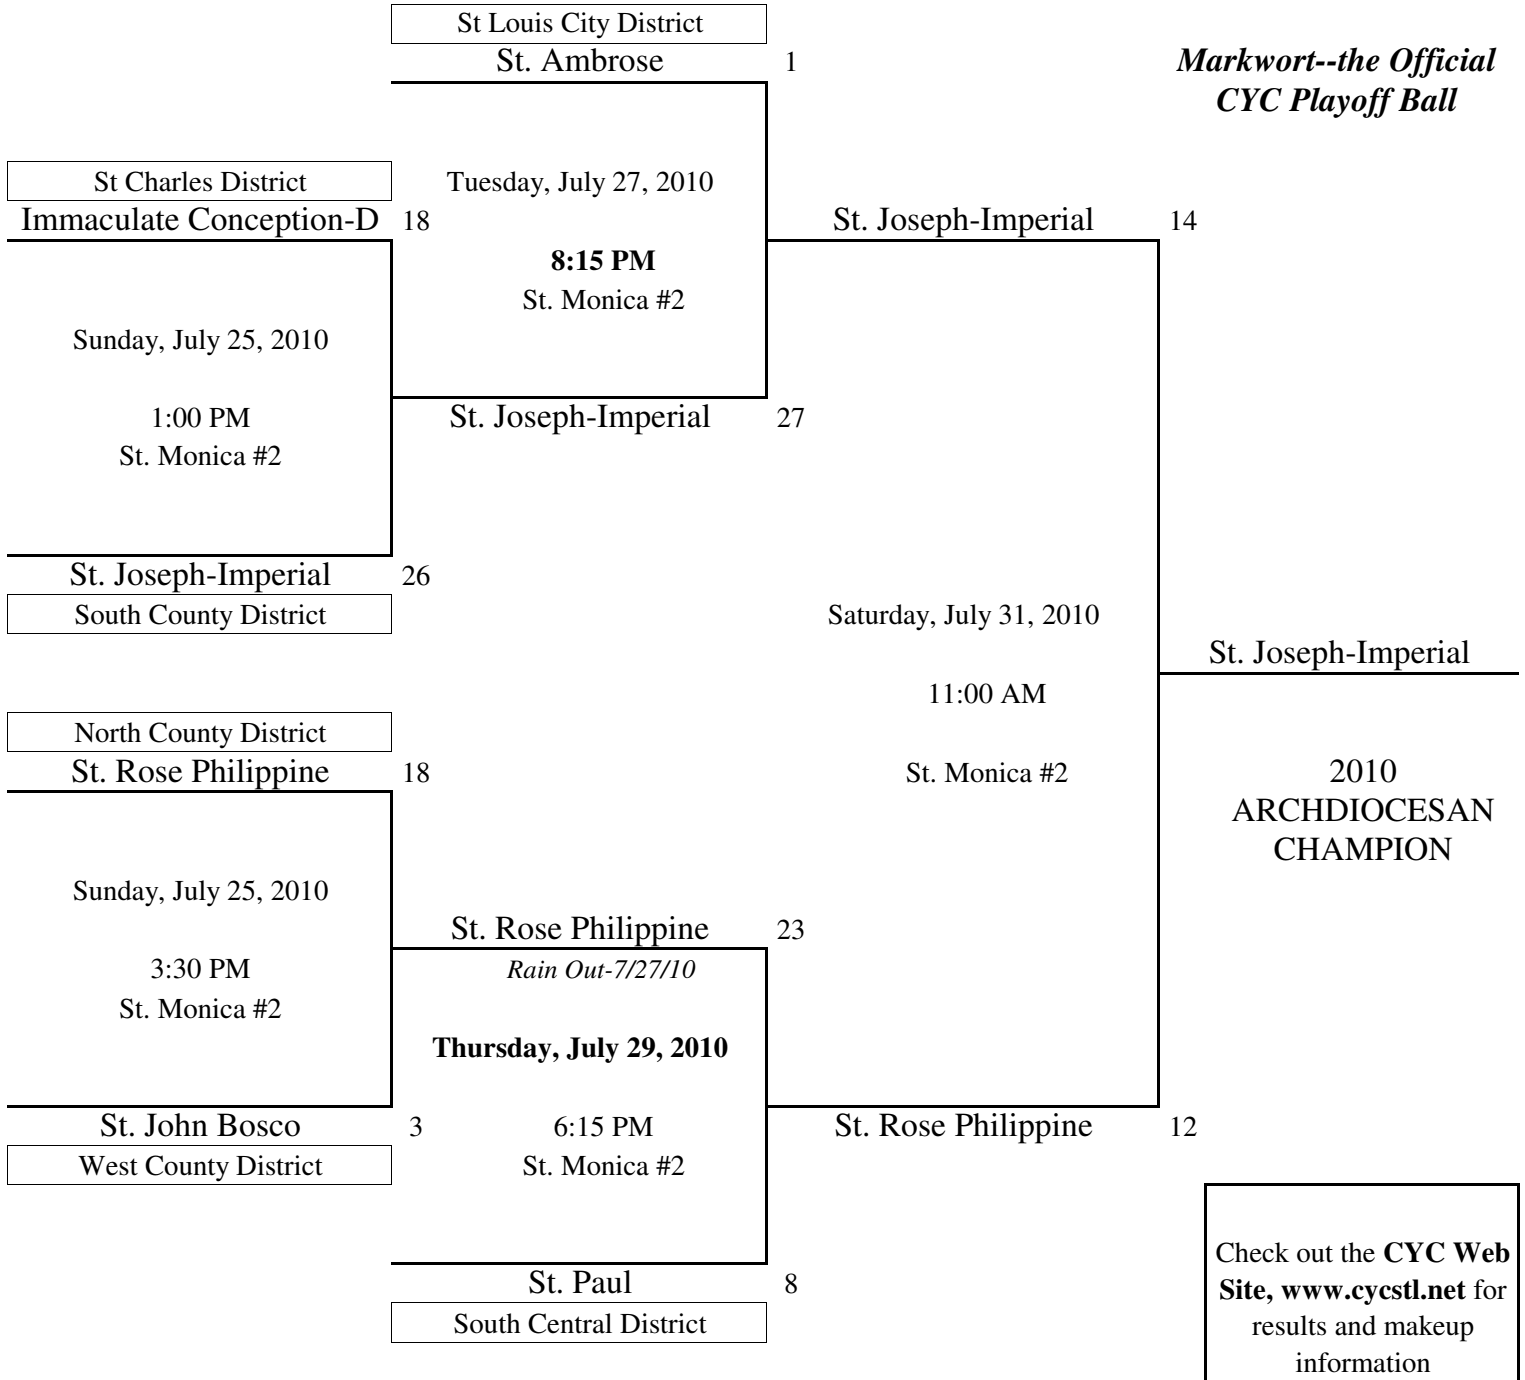 St Louis City District
St. Ambrose 1
Markwort--the Official
CYC Playoff Ball
St Charles District
Tuesday, July 27, 2010
Immaculate Conception-D 18
St. Joseph-Imperial 14
8:15 PM
St. Monica #2
Sunday, July 25, 2010
1:00 PM
St. Joseph-Imperial 27
St. Monica #2
St. Joseph-Imperial 26
South County District
Saturday, July 31, 2010
St. Joseph-Imperial
11:00 AM
North County District
St. Rose Philippine 18
St. Monica #2
2010
ARCHDIOCESAN
CHAMPION
Sunday, July 25, 2010
St. Rose Philippine 23
3:30 PM
Rain Out-7/27/10
St. Monica #2
Thursday, July 29, 2010
St. John Bosco 3
6:15 PM
St. Rose Philippine 12
West County District
St. Monica #2
St. Paul 8
South Central District
Check out the CYC Web
Site, www.cycstl.net for
results and makeup
information